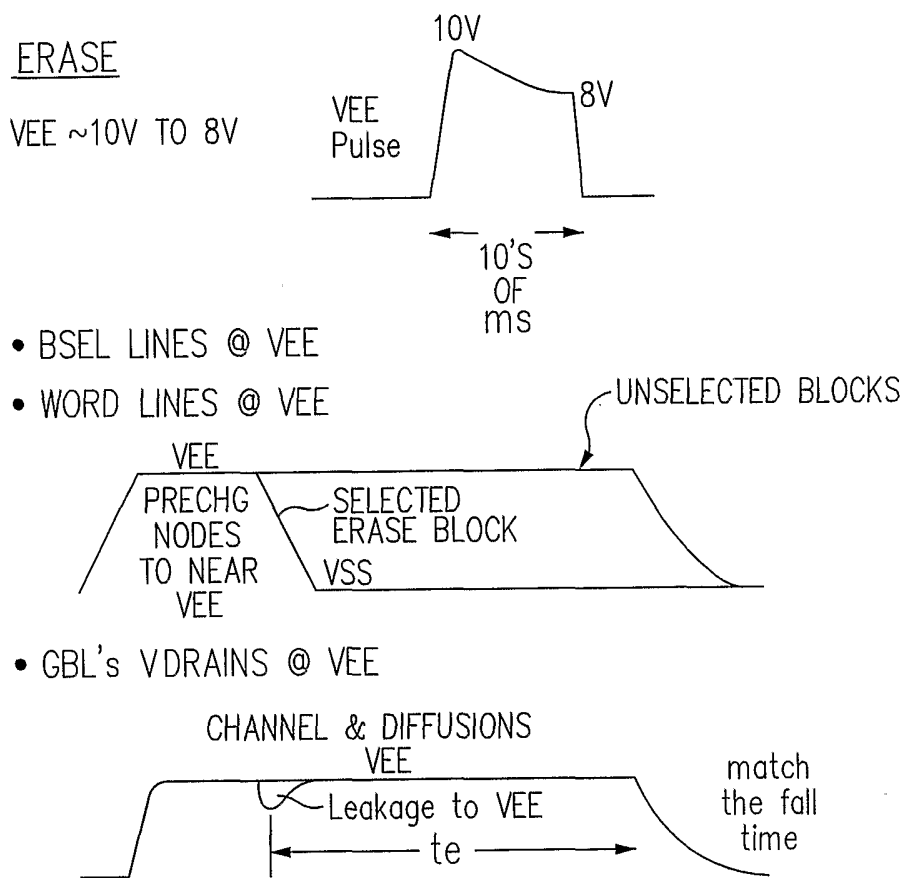 ERASE
VEE ~10V TO 8V
10V
8V
VEE
Pulse
10'S
OF
ms
• BSEL LINES @ VEE
• WORD LINES @ VEE
UNSELECTED BLOCKS
VEE
PRECHG
NODES
TO NEAR
VEE
SELECTED
ERASE BLOCK
VSS
• GBL's VDRAINS @ VEE
CHANNEL & DIFFUSIONS
VEE
Leakage to VEE
te
match
the fall
time